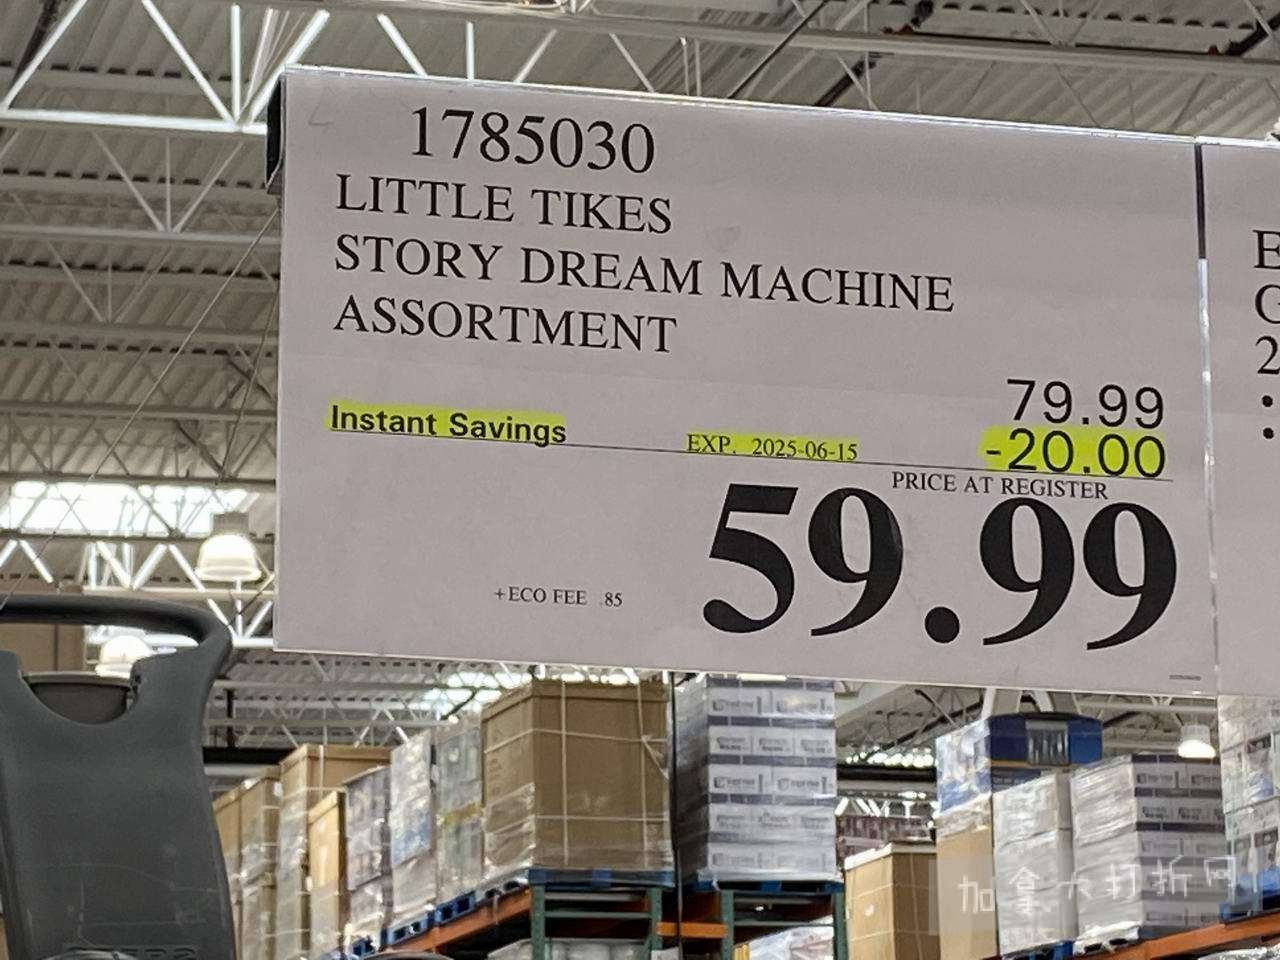 1785030
LITTLE TIKES
STORY DREAM MACHINE
ASSORTMENT
79.99
Instant Savings EXP. 2025-06-15 -20.00
PRICE AT REGISTER
59.99
+ECO FEE .85
E
C
2
•
•
加拿大打折网